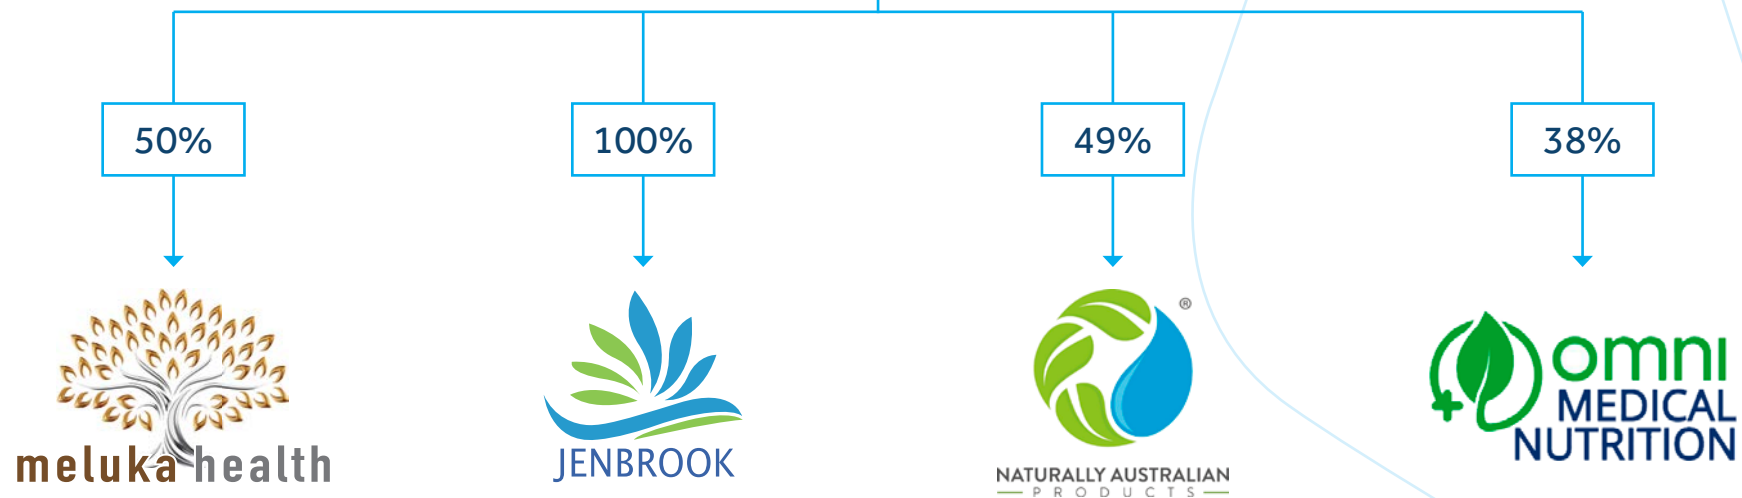 50%
100%
49%
38%
meluka health
JENBROOK
®
NATURALLY AUSTRALIAN
PRODUCTS
omni
MEDICAL
NUTRITION